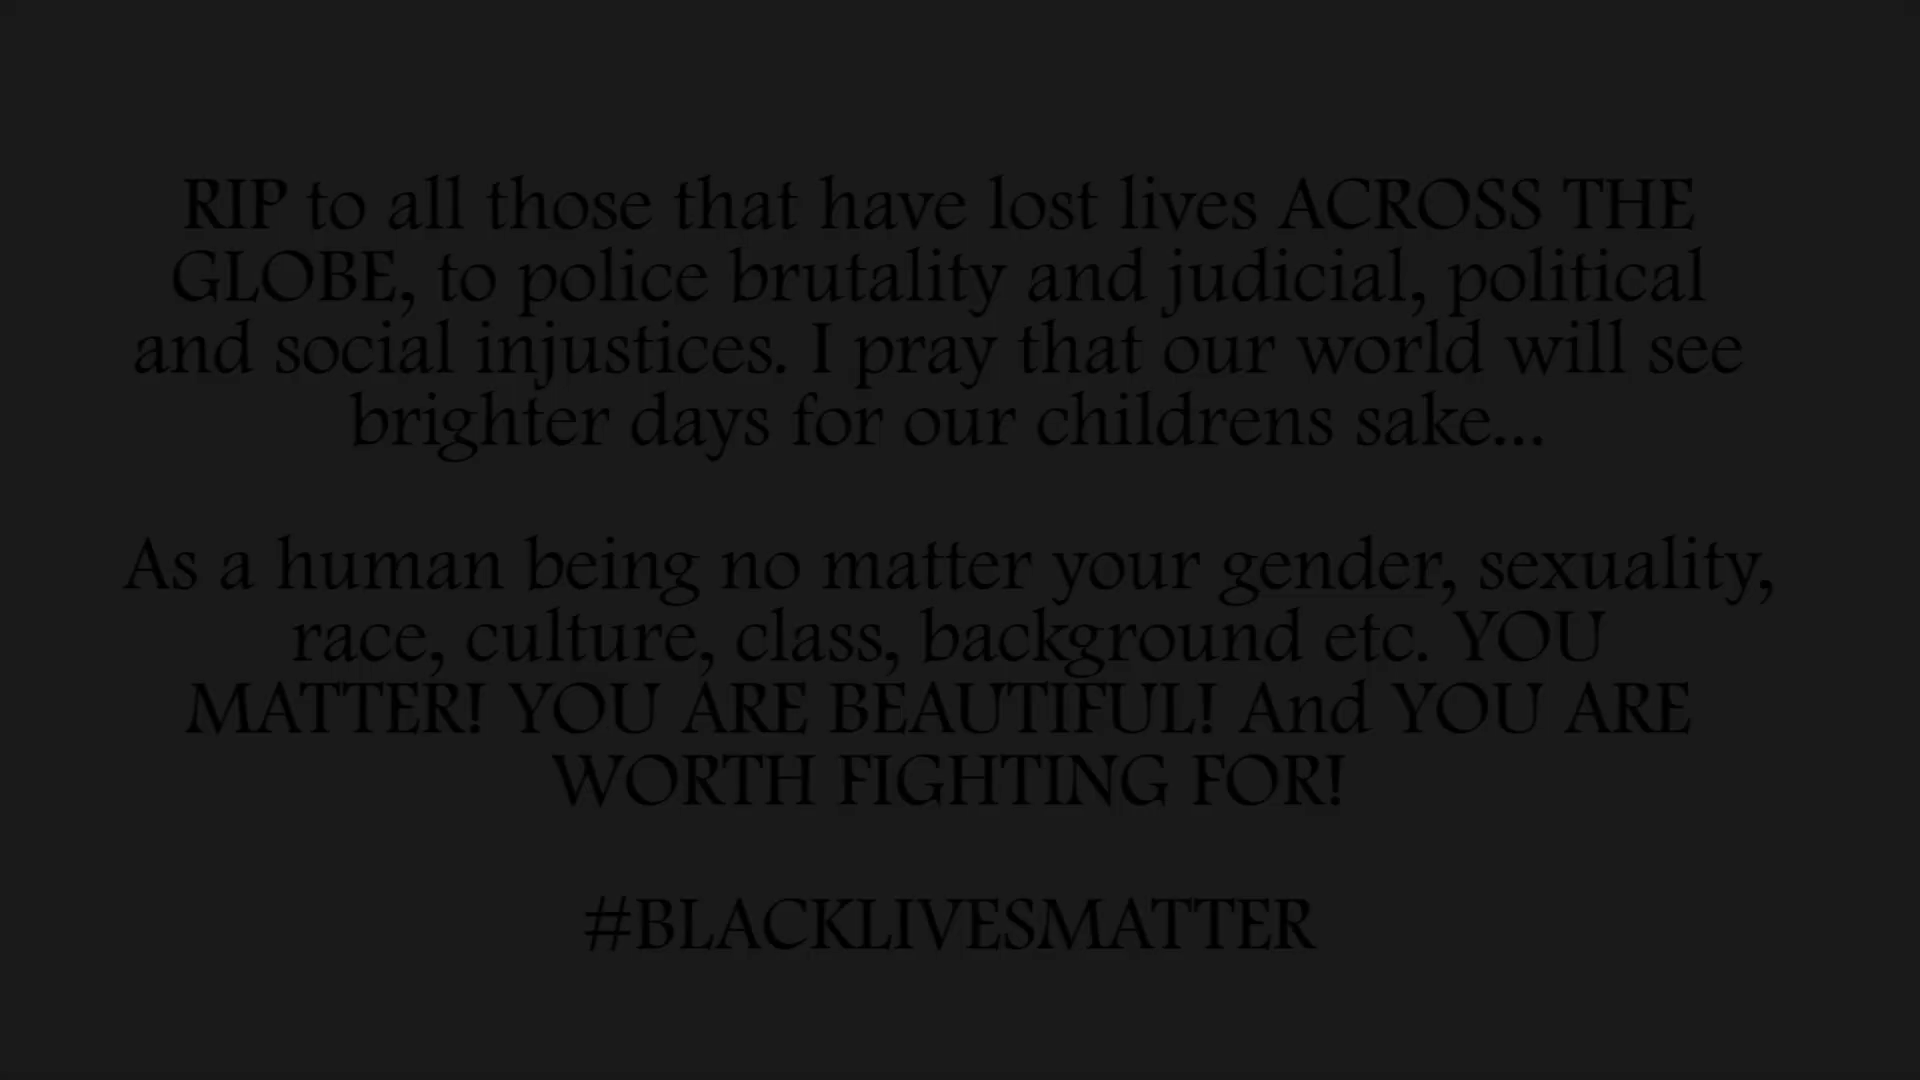 RIP to all those that have lost lives ACROSS THE
GLOBE, to police brutality and judicial, political
and social injustices. I pray that our world will see
brighter days for our childrens sake...
As a human being no matter your gender, sexuality,
race, culture, class, background etc. YOU
MATTER! YOU ARE BEAUTIFUL! And YOU ARE
WORTH FIGHTING FOR!
#BLACKLIVESMATTER